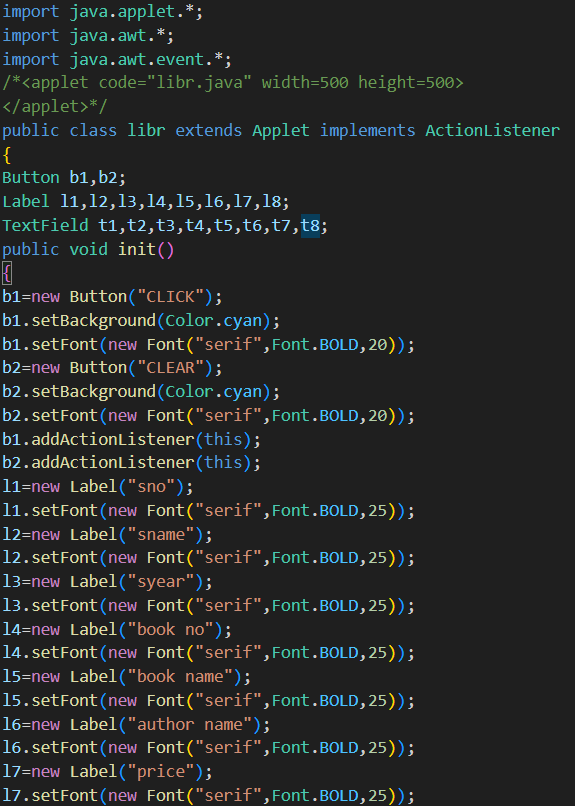 import java.applet.*;
import java.awt.*;
import java.awt.event.*;
/*<applet code="libr.java" width=500 height=500>
</applet>*/
public class libr extends Applet implements ActionListener
{
Button b1,b2;
Label l1,l2,l3,l4,l5,l6,l7,l8;
TextField t1,t2,t3,t4,t5,t6,t7,t8;
public void init()
{
b1=new Button("CLICK");
b1.setBackground(Color.cyan);
b1.setFont(new Font("serif",Font.BOLD,20));
b2=new Button("CLEAR");
b2.setBackground(Color.cyan);
b2.setFont(new Font("serif",Font.BOLD,20));
b1.addActionListener(this);
b2.addActionListener(this);
l1=new Label("sno");
l1.setFont(new Font("serif",Font.BOLD,25));
l2=new Label("sname");
l2.setFont(new Font("serif",Font.BOLD,25));
l3=new Label("syear");
l3.setFont(new Font("serif",Font.BOLD,25));
l4=new Label("book no");
l4.setFont(new Font("serif",Font.BOLD,25));
l5=new Label("book name");
l5.setFont(new Font("serif",Font.BOLD,25));
l6=new Label("author name");
l6.setFont(new Font("serif",Font.BOLD,25));
l7=new Label("price");
l7.setFont(new Font("serif",Font.BOLD,25));